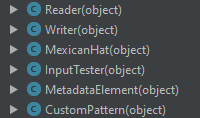 C Reader(object)
C Writer(object)
C MexicanHat(object)
C InputTester(object)
C MetadataElement(object)
C CustomPattern(object)